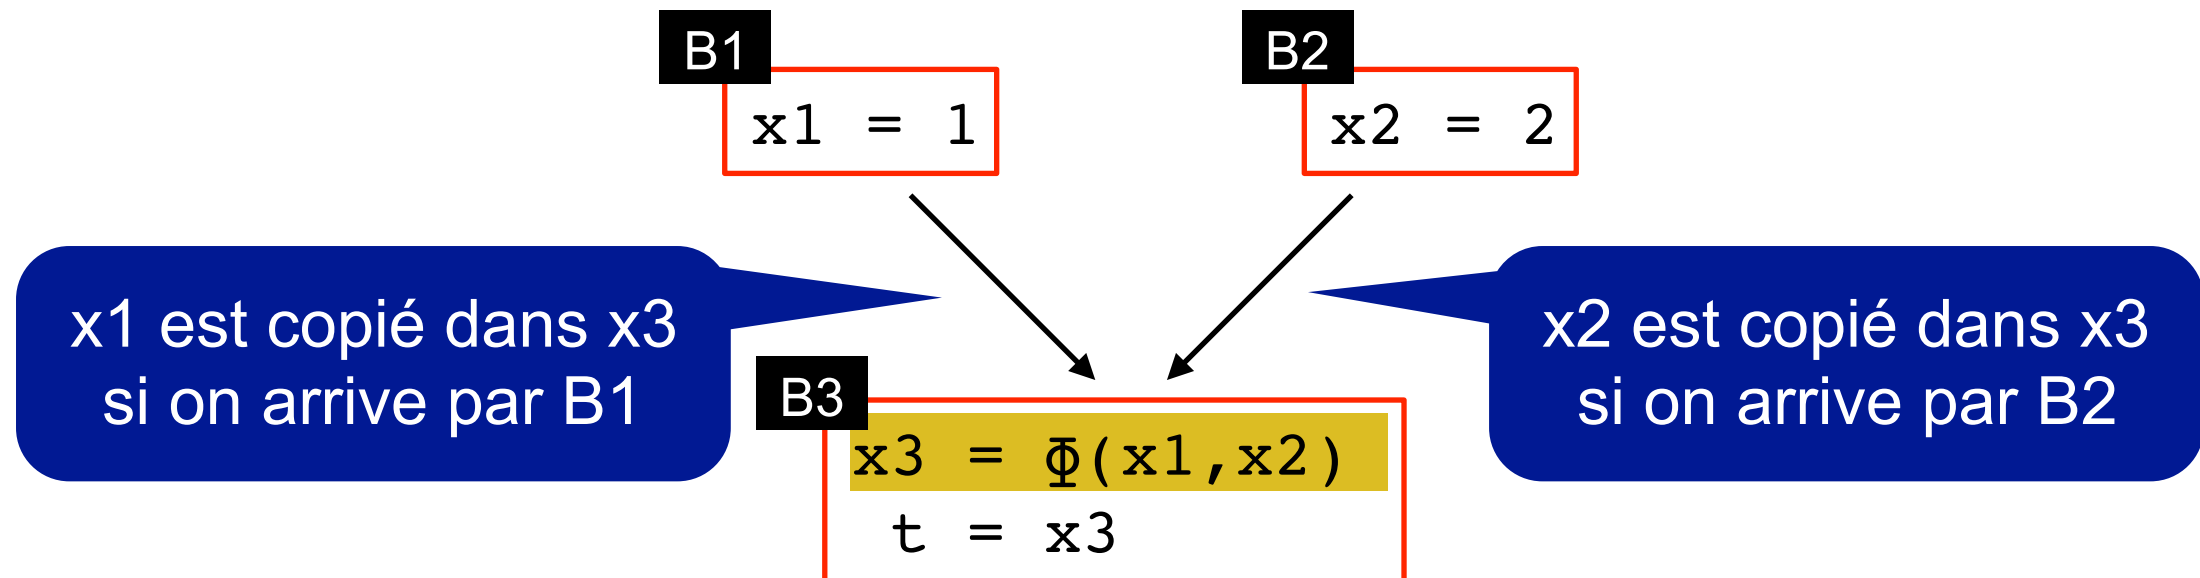 B1
x1 = 1
B2
x2 = 2
x1 est copié dans x3
si on arrive par B1
x2 est copié dans x3
si on arrive par B2
B3
x3 = Φ(x1,x2)
t = x3